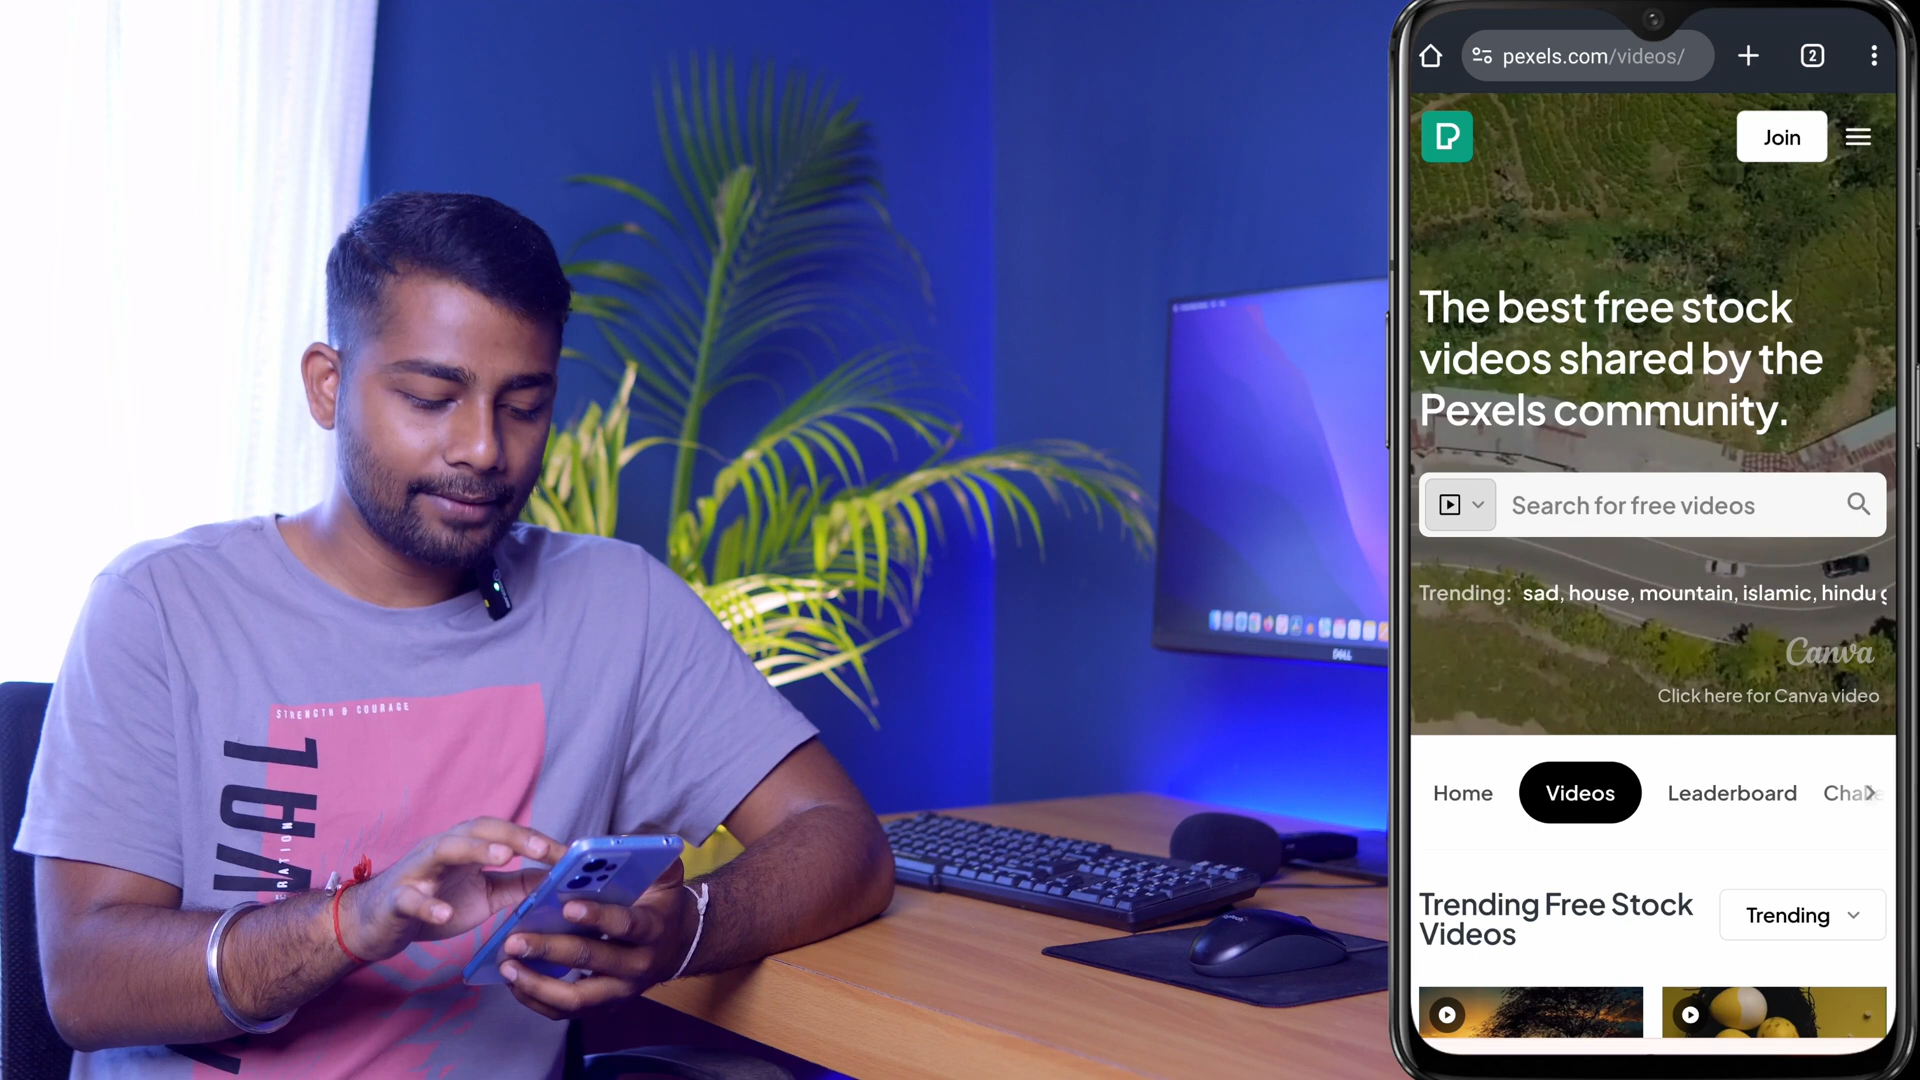 pexels.com/videos/
2
Join
The best free stock
videos shared by the
Pexels community.
Search for free videos
Trending: sad, house, mountain, islamic, hindu
Canva
Click here for Canva video
Home
Videos
Leaderboard
Trending Free Stock
Videos
Trending
STRENGTH & COURAGE
DELL